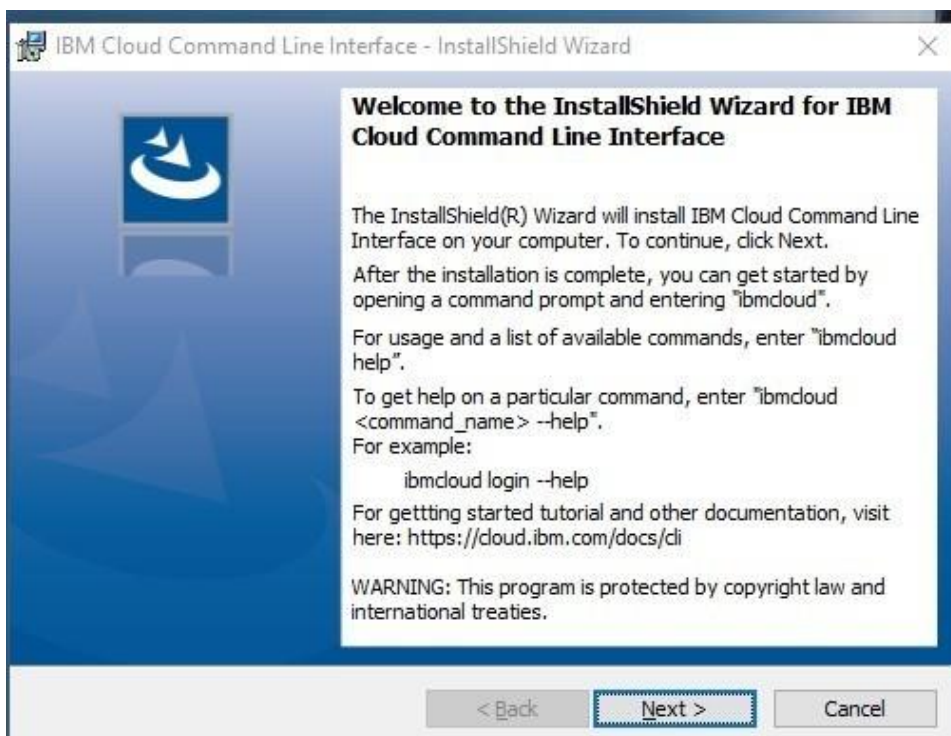 IBM Cloud Command Line Interface - InstallShield Wizard
Welcome to the InstallShield Wizard for IBM
Cloud Command Line Interface
The InstallShield(R) Wizard will install IBM Cloud Command Line
Interface on your computer. To continue, click Next.
After the installation is complete, you can get started by
opening a command prompt and entering "ibmcloud".
For usage and a list of available commands, enter "ibmcloud
help".
To get help on a particular command, enter "ibmcloud
<command_name> --help".
For example:
ibmcloud login --help
For gettting started tutorial and other documentation, visit
here: https://cloud.ibm.com/docs/cli
WARNING: This program is protected by copyright law and
international treaties.
< Back
Next >
Cancel